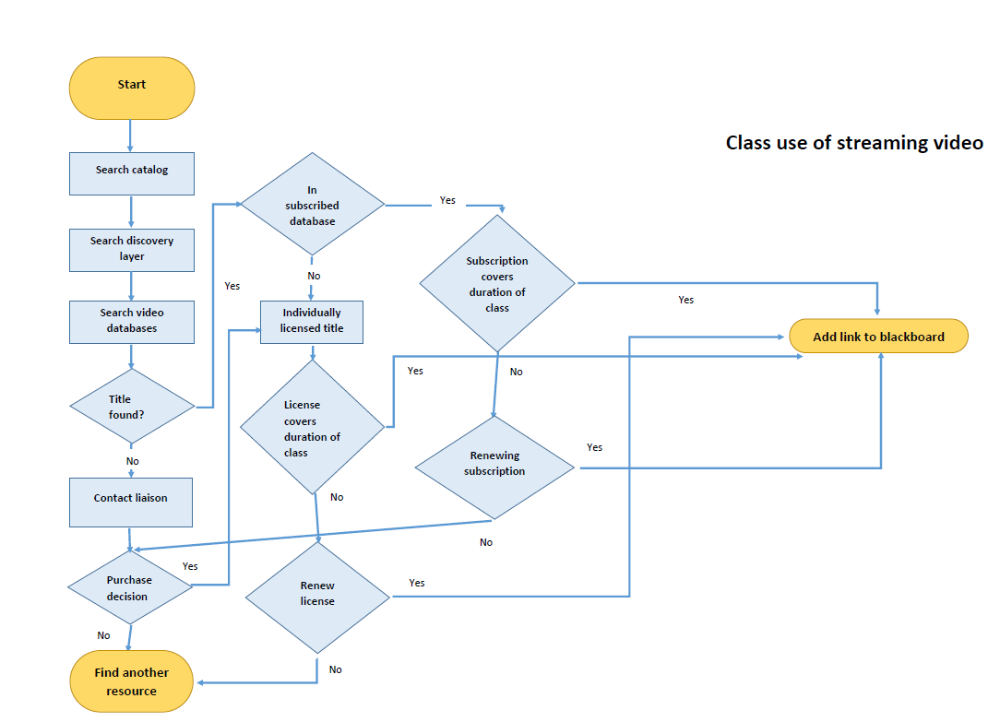 Class use of streaming video
Start
Search catalog
Search discovery
layer
Search video
databases
Title
found?
Yes
No
Contact liaison
Purchase
decision
Yes
No
Find another
resource
In
subscribed
database
Yes
No
Individually
licensed title
License
covers
duration of
class
Yes
No
Renew
license
Yes
No
Subscription
covers
duration of
class
Yes
No
Renewing
subscription
Yes
No
Add link to blackboard